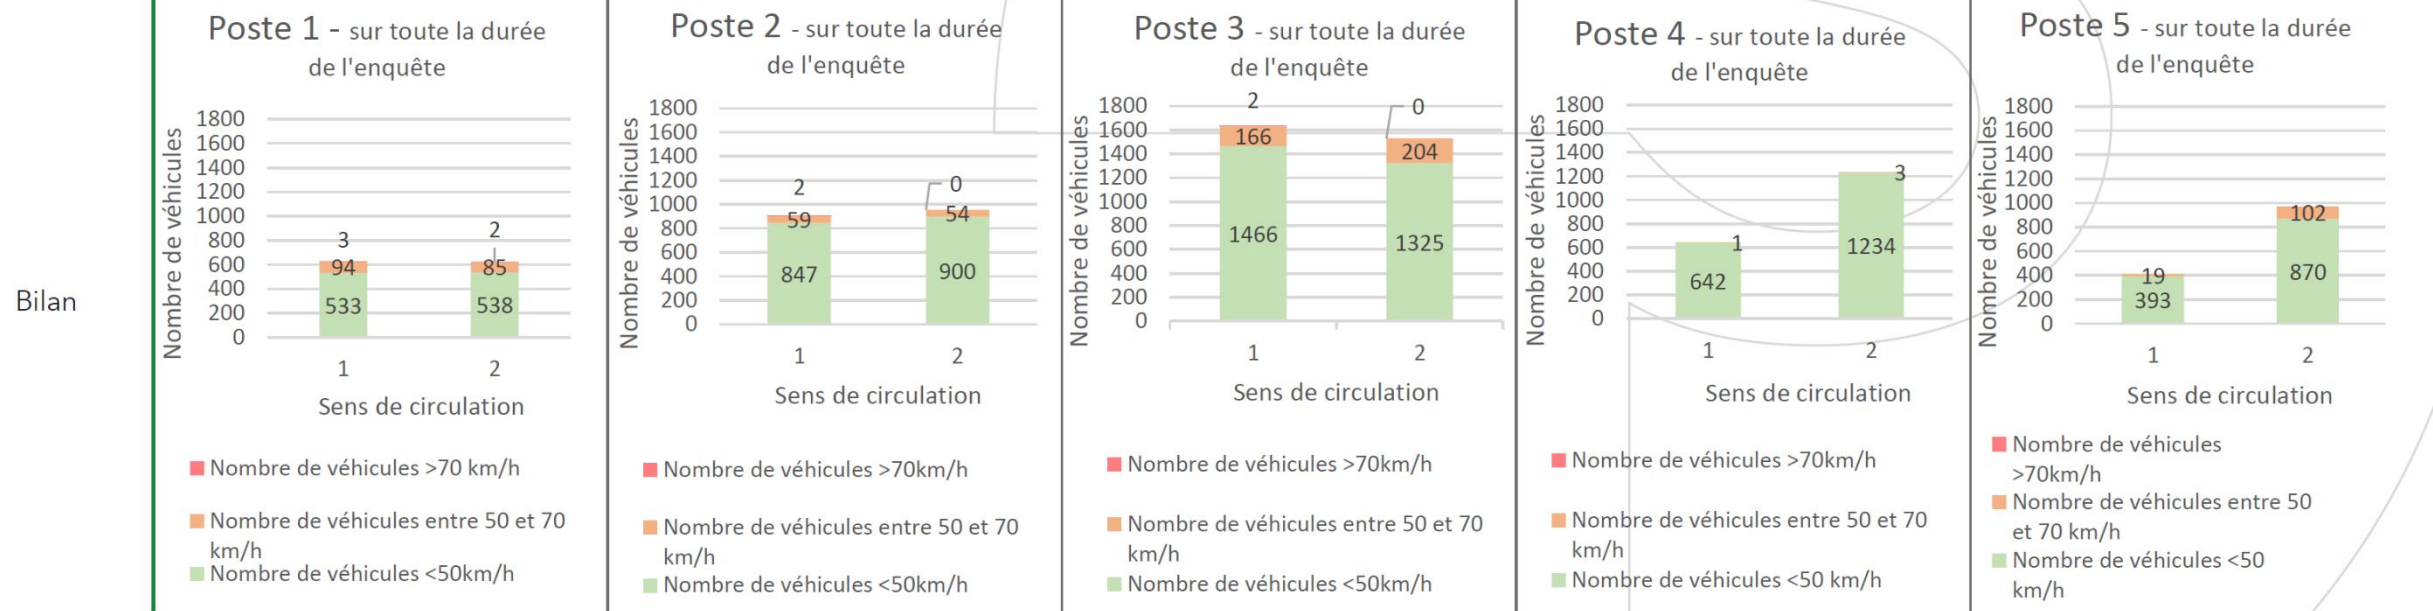 Bilan
Poste 1 - sur toute la durée
de l'enquête
Nombre de véhicules
1800
1600
1400
1200
1000
800
600
400
200
0
3
94
533
2
85
538
1
2
Sens de circulation
Nombre de véhicules >70 km/h
Nombre de véhicules entre 50 et 70
km/h
Nombre de véhicules <50km/h
Poste 2 - sur toute la durée
de l'enquête
Nombre de véhicules
1800
1600
1400
1200
1000
800
600
400
200
0
2
59
847
0
54
900
1
2
Sens de circulation
Nombre de véhicules >70km/h
Nombre de véhicules entre 50 et 70
km/h
Nombre de véhicules <50km/h
Poste 3 - sur toute la durée
de l'enquête
Nombre de véhicules
1800
1600
1400
1200
1000
800
600
400
200
0
2
166
1466
0
204
1325
1
2
Sens de circulation
Nombre de véhicules >70km/h
Nombre de véhicules entre 50 et 70
km/h
Nombre de véhicules <50km/h
Poste 4 - sur toute la durée
de l'enquête
Nombre de véhicules
1800
1600
1400
1200
1000
800
600
400
200
0
1
642
3
1234
1
2
Sens de circulation
Nombre de véhicules >70km/h
Nombre de véhicules entre 50 et 70
km/h
Nombre de véhicules <50 km/h
Poste 5 - sur toute la durée
de l'enquête
Nombre de véhicules
1800
1600
1400
1200
1000
800
600
400
200
0
19
393
102
870
1
2
Sens de circulation
Nombre de véhicules
>70km/h
Nombre de véhicules entre 50
et 70 km/h
Nombre de véhicules <50
km/h